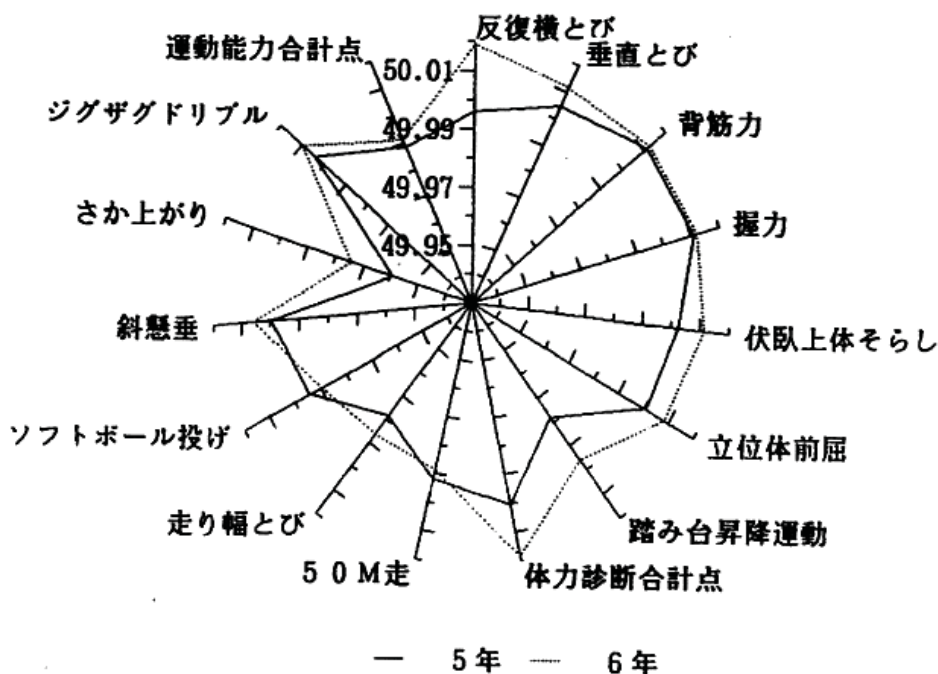 反復横とび
運動能力合計点
50.01
垂直とび
ジグザグドリブル
49.99
背筋力
49.97
さか上がり
握力
49.95
斜懸垂
伏臥上体そらし
ソフトボール投げ
立位体前屈
走り幅とび
踏み台昇降運動
50M走
体力診断合計点
— 5年 ┈ 6年